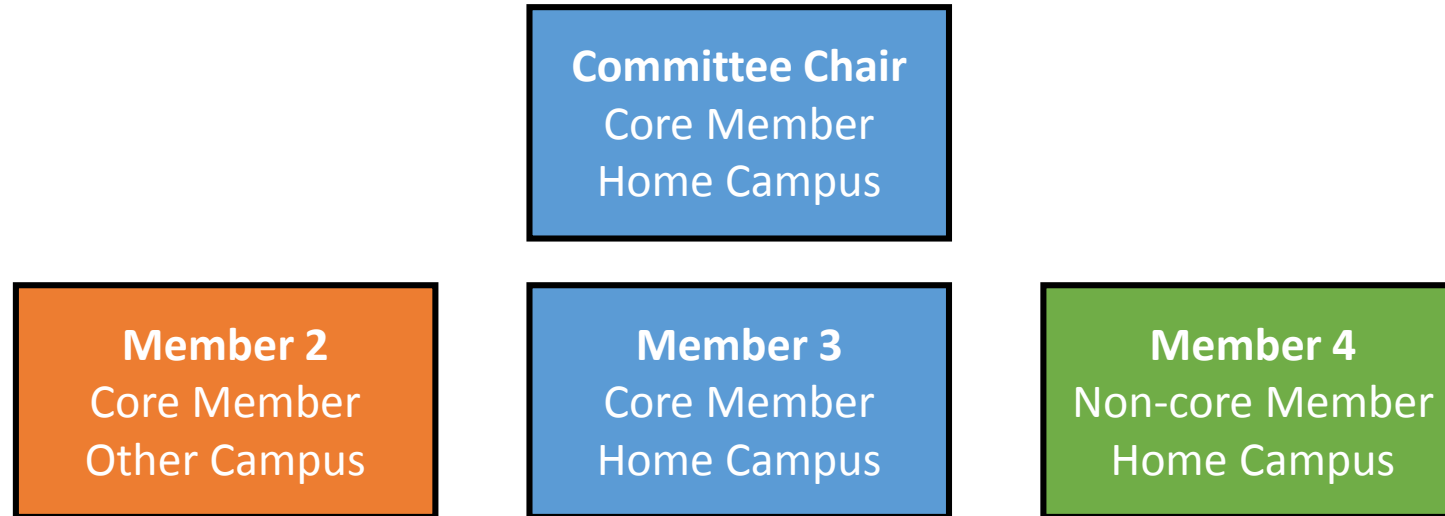 Committee Chair
Core Member
Home Campus
Member 2
Core Member
Other Campus
Member 3
Core Member
Home Campus
Member 4
Non-core Member
Home Campus